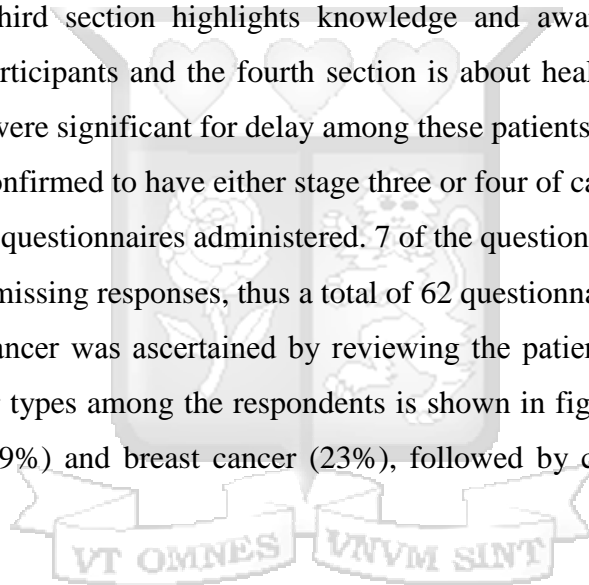 hird section highlights knowledge and awa
rticipants and the fourth section is about heal
vere significant for delay among these patients
onfirmed to have either stage three or four of ca
questionnaires administered. 7 of the question
missing responses, thus a total of 62 questionna
ancer was ascertained by reviewing the patien
types among the respondents is shown in fig
9%) and breast cancer (23%), followed by c
VT OMNES VNVM SINT